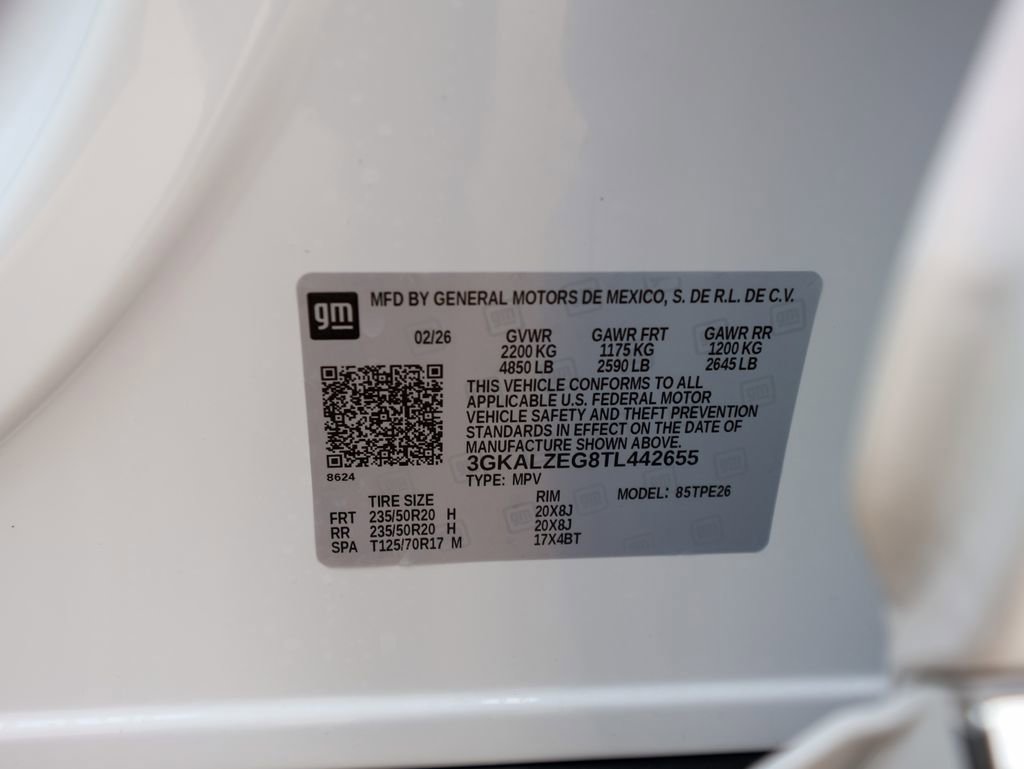 gm MFD BY GENERAL MOTORS DE MEXICO, S. DE R.L. DE C.V.
02/26 GVWR GAWR FRT GAWR RR
2200 KG 1175 KG 1200 KG
4850 LB 2590 LB 2645 LB
THIS VEHICLE CONFORMS TO ALL
APPLICABLE U.S. FEDERAL MOTOR
VEHICLE SAFETY AND THEFT PREVENTION
STANDARDS IN EFFECT ON THE DATE OF
MANUFACTURE SHOWN ABOVE.
3GKALZEG8TL442655
8624
TYPE: MPV
TIRE SIZE RIM MODEL: 85TPE26
FRT 235/50R20 H 20X8J
RR 235/50R20 H 20X8J
SPA T125/70R17 M 17X4BT